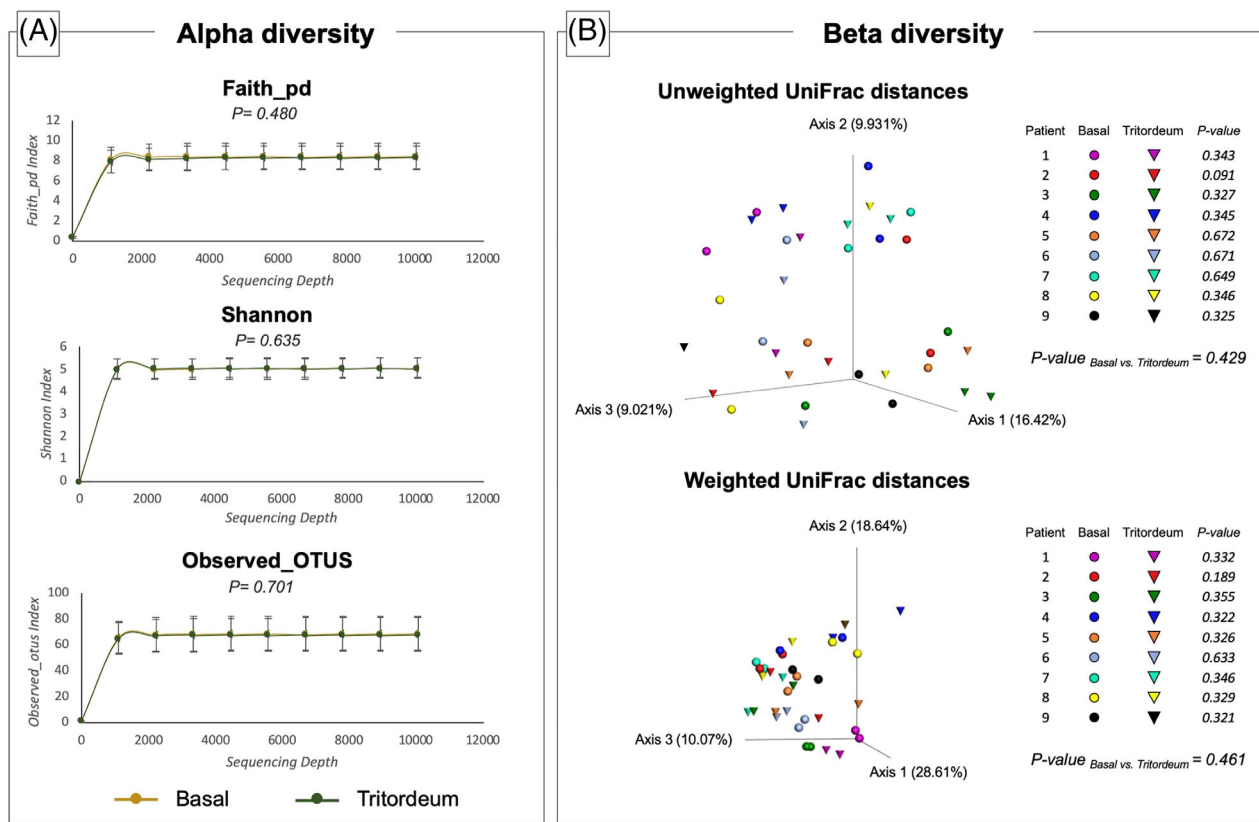 (A)
Alpha diversity
Faith_pd
P= 0.480
12
10
8
6
4
2
0
Faith_pd Index
0 2000 4000 6000 8000 10000 12000
Sequencing Depth
Shannon
P= 0.635
6
5
4
3
2
1
0
Shannon Index
0 2000 4000 6000 8000 10000 12000
Sequencing Depth
Observed_OTUS
P= 0.701
100
80
60
40
20
0
Observed_otus Index
0 2000 4000 6000 8000 10000 12000
Sequencing Depth
Basal Tritordeum
(B)
Beta diversity
Unweighted UniFrac distances
Axis 2 (9.931%)
Axis 3 (9.021%)
Axis 1 (16.42%)
Patient Basal Tritordeum P-value
1 0.343
2 0.091
3 0.327
4 0.345
5 0.672
6 0.671
7 0.649
8 0.346
9 0.325
P-value Basal vs. Tritordeum = 0.429
Weighted UniFrac distances
Axis 2 (18.64%)
Axis 3 (10.07%)
Axis 1 (28.61%)
Patient Basal Tritordeum P-value
1 0.332
2 0.189
3 0.355
4 0.322
5 0.326
6 0.633
7 0.346
8 0.329
9 0.321
P-value Basal vs. Tritordeum = 0.461